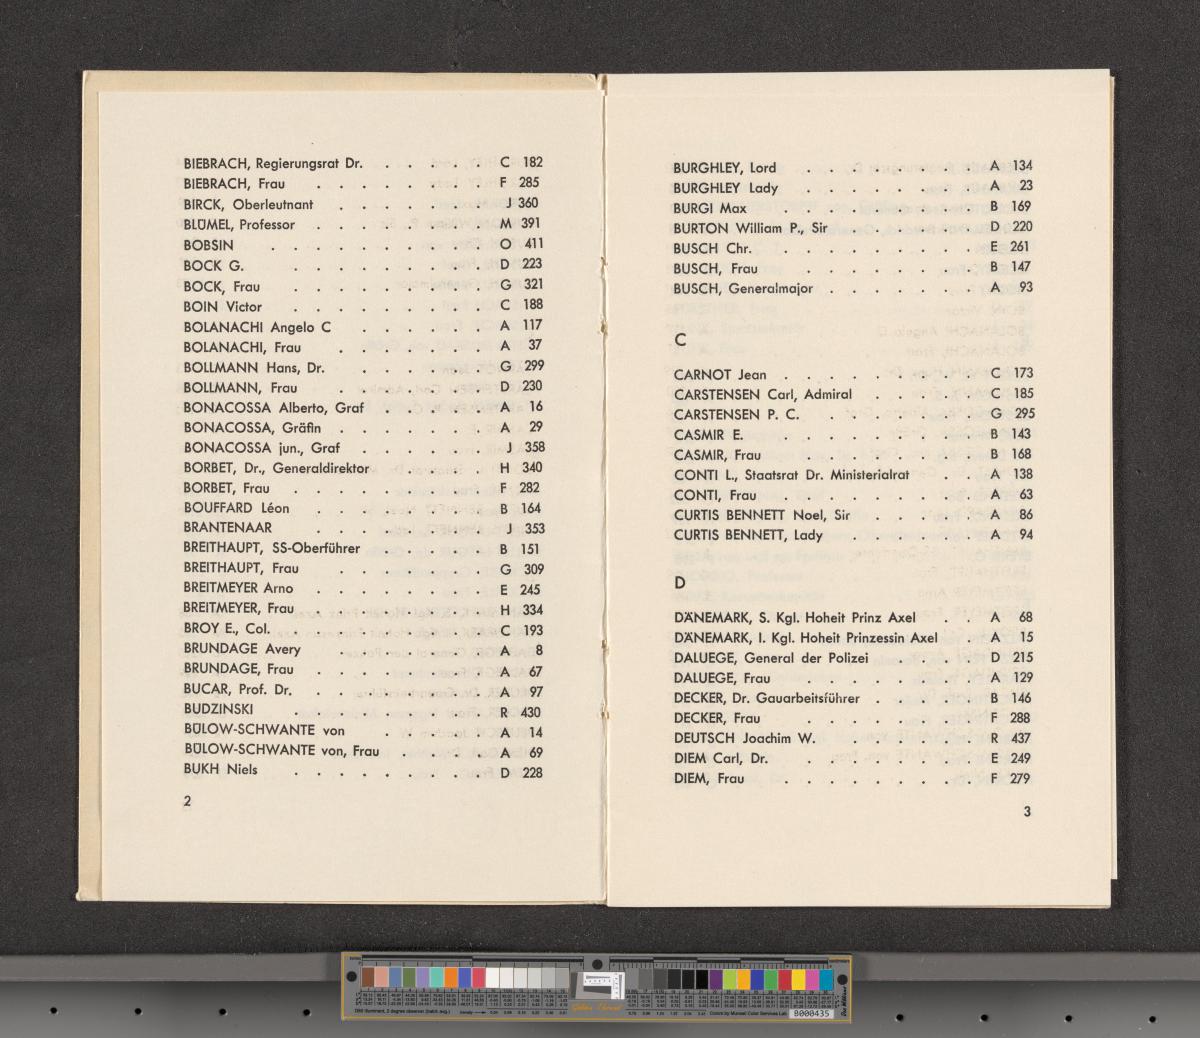 BIEBRACH, Regierungsrat Dr. . . . . . C 182
BIEBRACH, Frau . . . . . . . . F 285
BIRCK, Oberleutnant . . . . . . . J 360
BLÜMEL, Professor . . . . . . . . M 391
BOBSIN . . . . . . . . . . O 411
BOCK G. . . . . . . . . . D 223
BOCK, Frau . . . . . . . . . G 321
BOIN Victor . . . . . . . . . C 188
BOLANACHI Angelo C . . . . . . A 117
BOLANACHI, Frau . . . . . . . A 37
BOLLMANN Hans, Dr. . . . . . . G 299
BOLLMANN, Frau . . . . . . . . D 230
BONACOSSA Alberto, Graf . . . . . A 16
BONACOSSA, Gräfin . . . . . . . A 29
BONACOSSA jun., Graf . . . . . . J 358
BORBET, Dr., Generaldirektor . . . . . H 340
BORBET, Frau . . . . . . . . . F 282
BOUFFARD Léon . . . . . . . . B 164
BRANTENAAR . . . . . . . . J 353
BREITHAUPT, SS-Oberführer . . . . . B 151
BREITHAUPT, Frau . . . . . . . G 309
BREITMEYER Arno . . . . . . . . E 245
BREITMEYER, Frau . . . . . . . . H 334
BROY E., Col. . . . . . . . . C 193
BRUNDAGE Avery . . . . . . . A 8
BRUNDAGE, Frau . . . . . . . . A 67
BUCAR, Prof. Dr. . . . . . . . . A 97
BUDZINSKI . . . . . . . . . R 430
BÜLOW-SCHWANTE von . . . . . A 14
BÜLOW-SCHWANTE von, Frau . . . . . A 69
BUKH Niels . . . . . . . . . D 228
2
BURGHLEY, Lord . . . . . . . . A 134
BURGHLEY Lady . . . . . . . . A 23
BURGI Max . . . . . . . . . B 169
BURTON William P., Sir . . . . . . D 220
BUSCH Chr. . . . . . . . . . E 261
BUSCH, Frau . . . . . . . . B 147
BUSCH, Generalmajor . . . . . . . A 93
C
CARNOT Jean . . . . . . . . . C 173
CARSTENSEN Carl, Admiral . . . . . C 185
CARSTENSEN P. C. . . . . . . . G 295
CASMIR E. . . . . . . . . . B 143
CASMIR, Frau . . . . . . . . . B 168
CONTI L., Staatsrat Dr. Ministerialrat . . A 138
CONTI, Frau . . . . . . . . . A 63
CURTIS BENNETT Noel, Sir . . . . . A 86
CURTIS BENNETT, Lady . . . . . . A 94
D
DÄNEMARK, S. Kgl. Hoheit Prinz Axel . . A 68
DÄNEMARK, I. Kgl. Hoheit Prinzessin Axel . A 15
DALUEGE, General der Polizei . . . . D 215
DALUEGE, Frau . . . . . . . . A 129
DECKER, Dr. Gauarbeitsführer . . . . . B 146
DECKER, Frau . . . . . . . . F 288
DEUTSCH Joachim W. . . . . . . . R 437
DIEM Carl, Dr. . . . . . . . . E 249
DIEM, Frau . . . . . . . . . F 279
3
Golden Thread
Colors by Munsell Color Services Lab
B000435